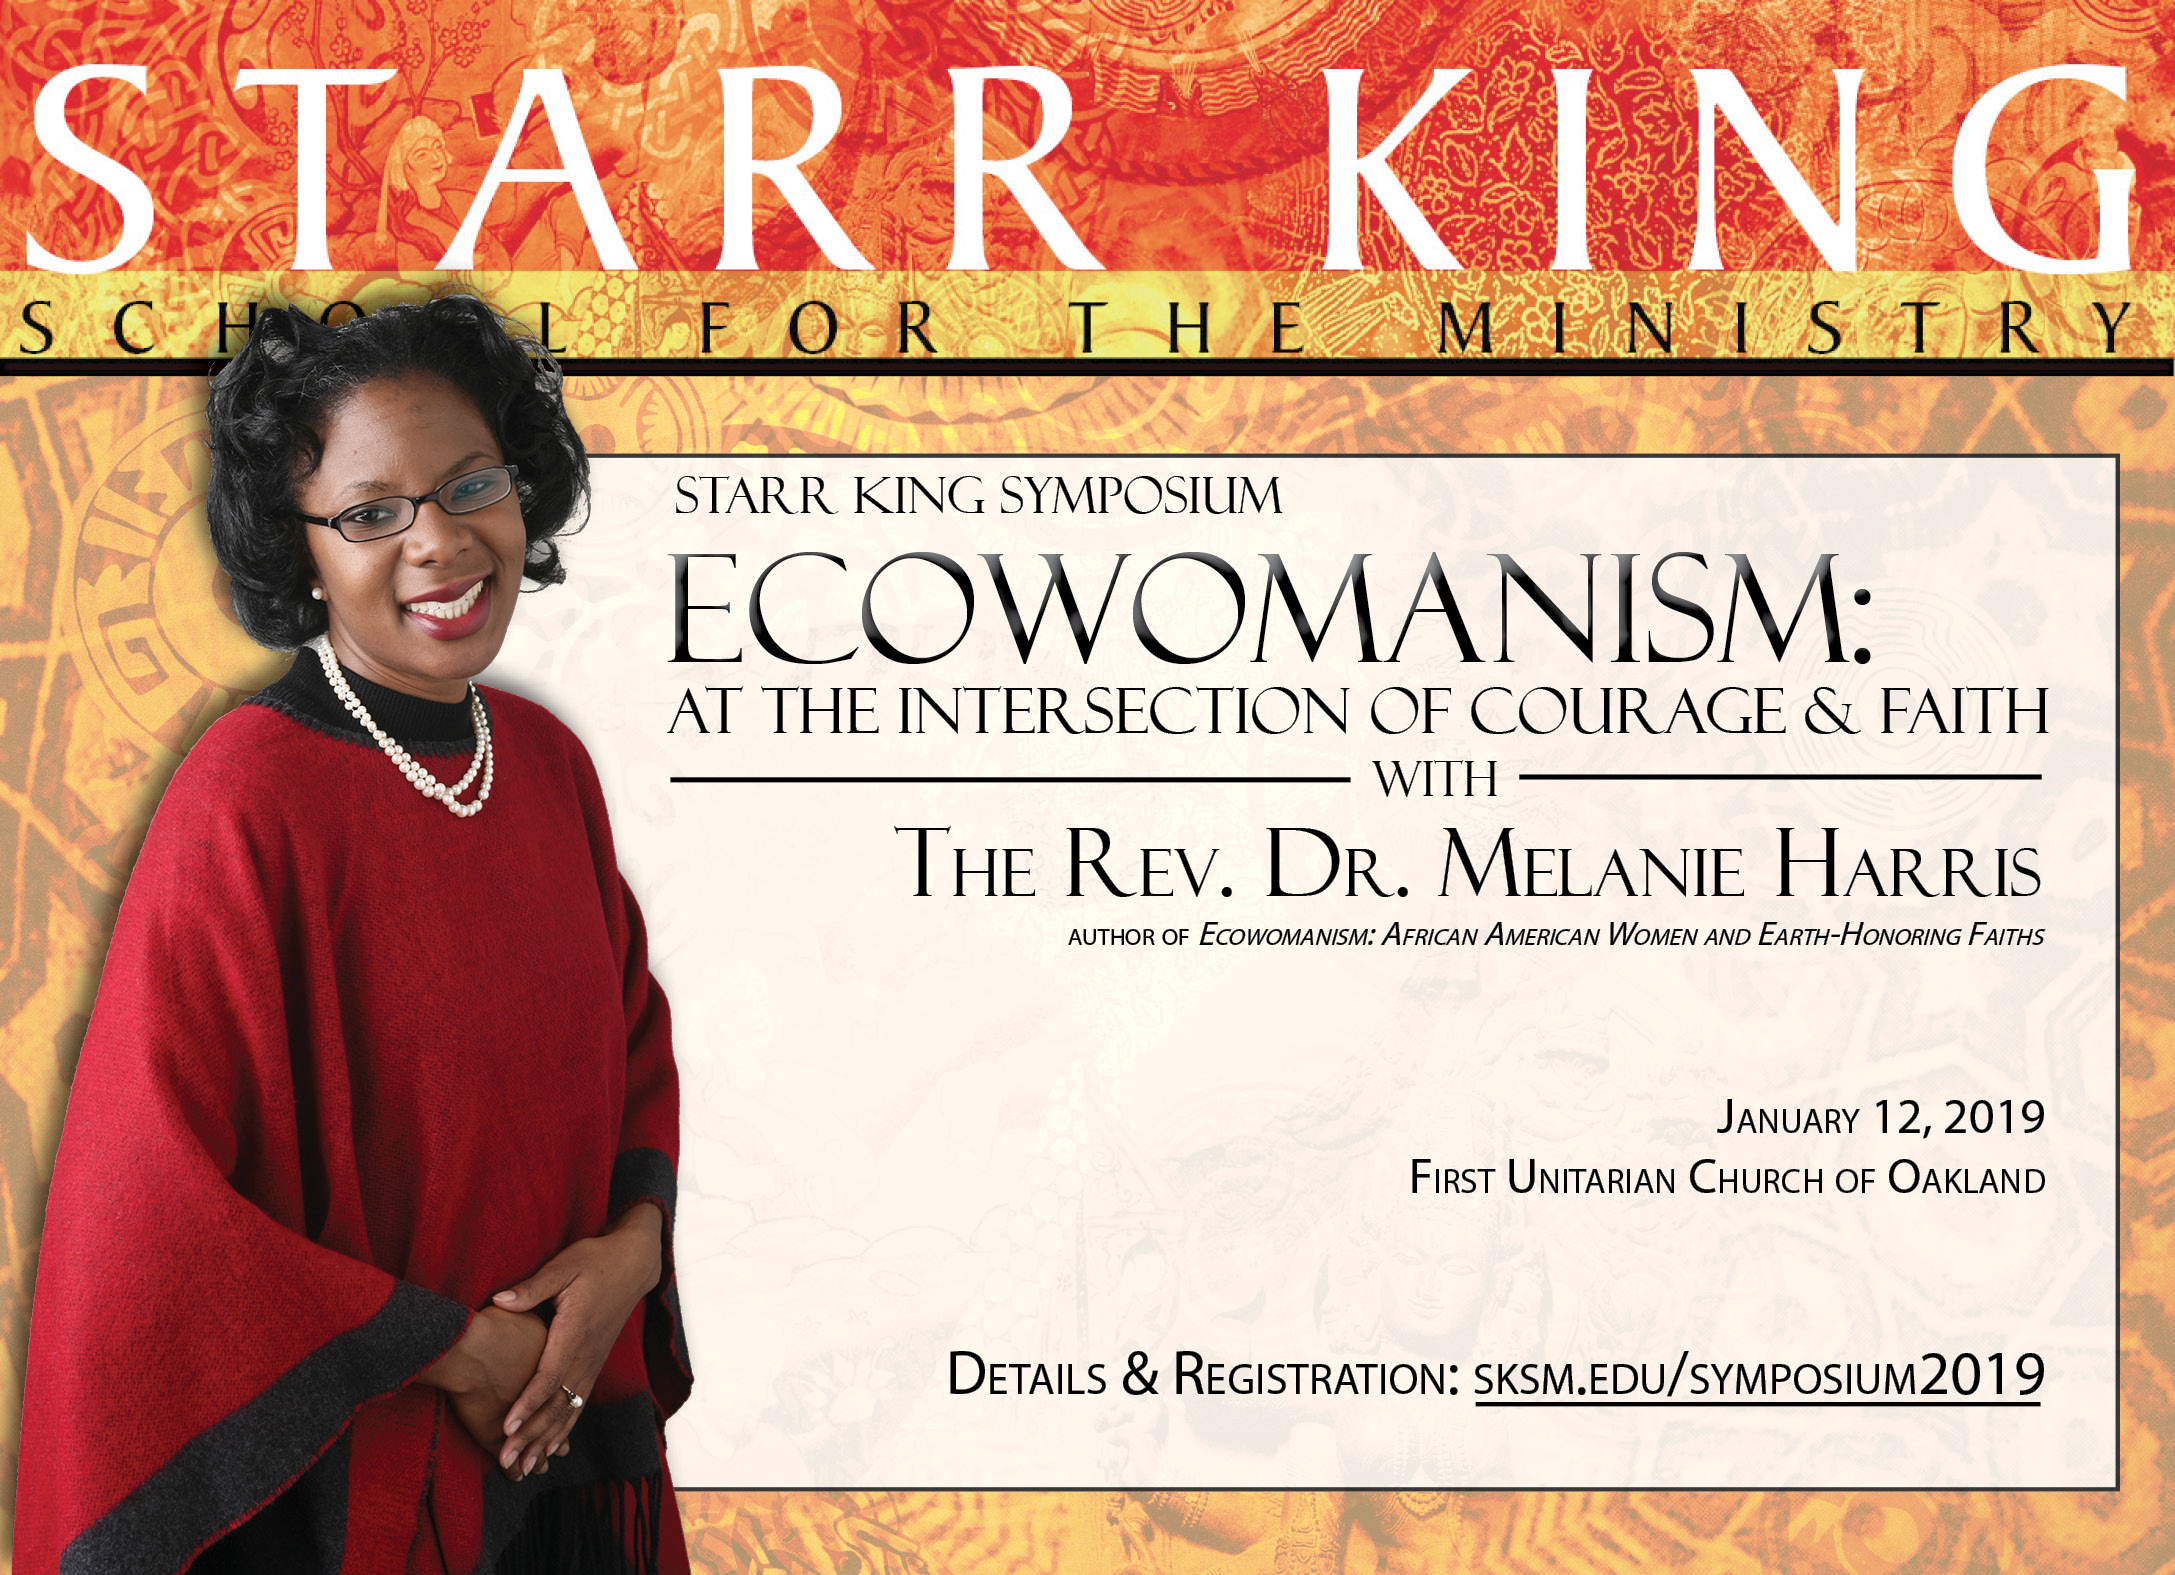 STARR KING
SCHOOL FOR THE MINISTRY
STARR KING SYMPOSIUM
ECOWOMANISM:
AT THE INTERSECTION OF COURAGE & FAITH
WITH
THE REV. DR. MELANIE HARRIS
AUTHOR OF ECOWOMANISM: AFRICAN AMERICAN WOMEN AND EARTH-HONORING FAITHS
JANUARY 12, 2019
FIRST UNITARIAN CHURCH OF OAKLAND
DETAILS & REGISTRATION: SKSM.EDU/SYMPOSIUM2019